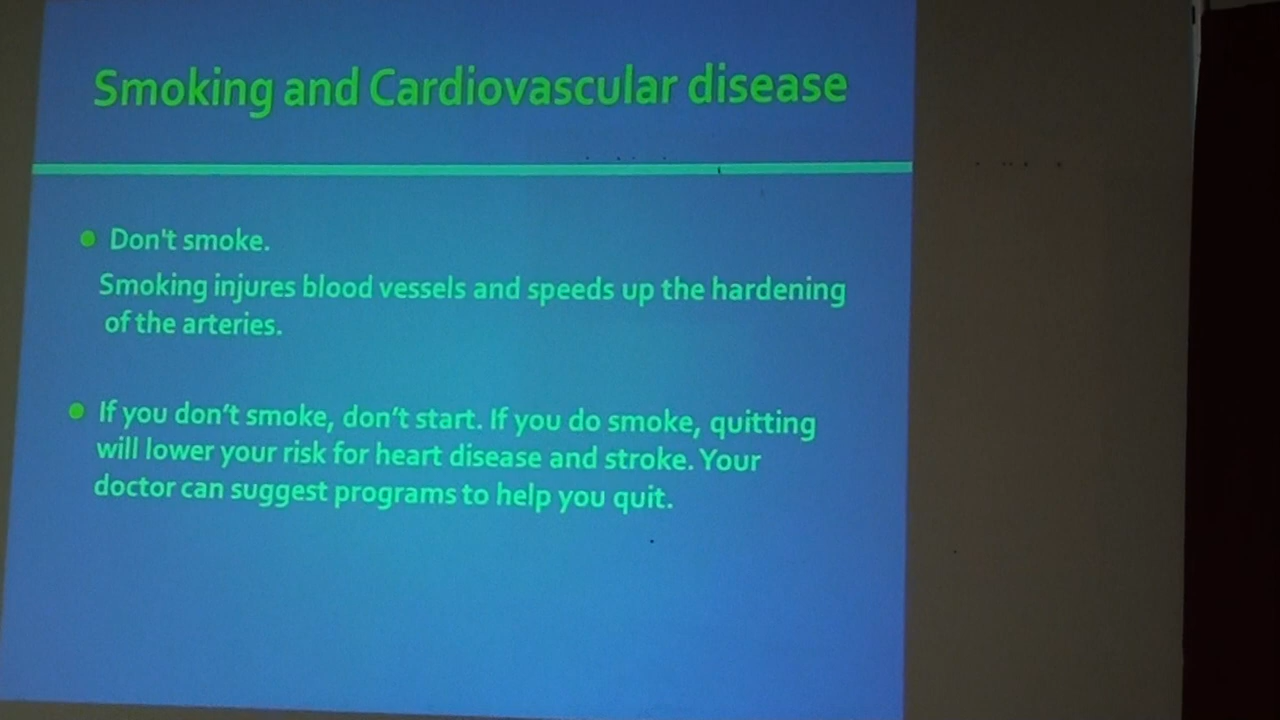 Smoking and Cardiovascular disease
Don't smoke.
Smoking injures blood vessels and speeds up the hardening
of the arteries.
If you don’t smoke, don’t start. If you do smoke, quitting
will lower your risk for heart disease and stroke. Your
doctor can suggest programs to help you quit.